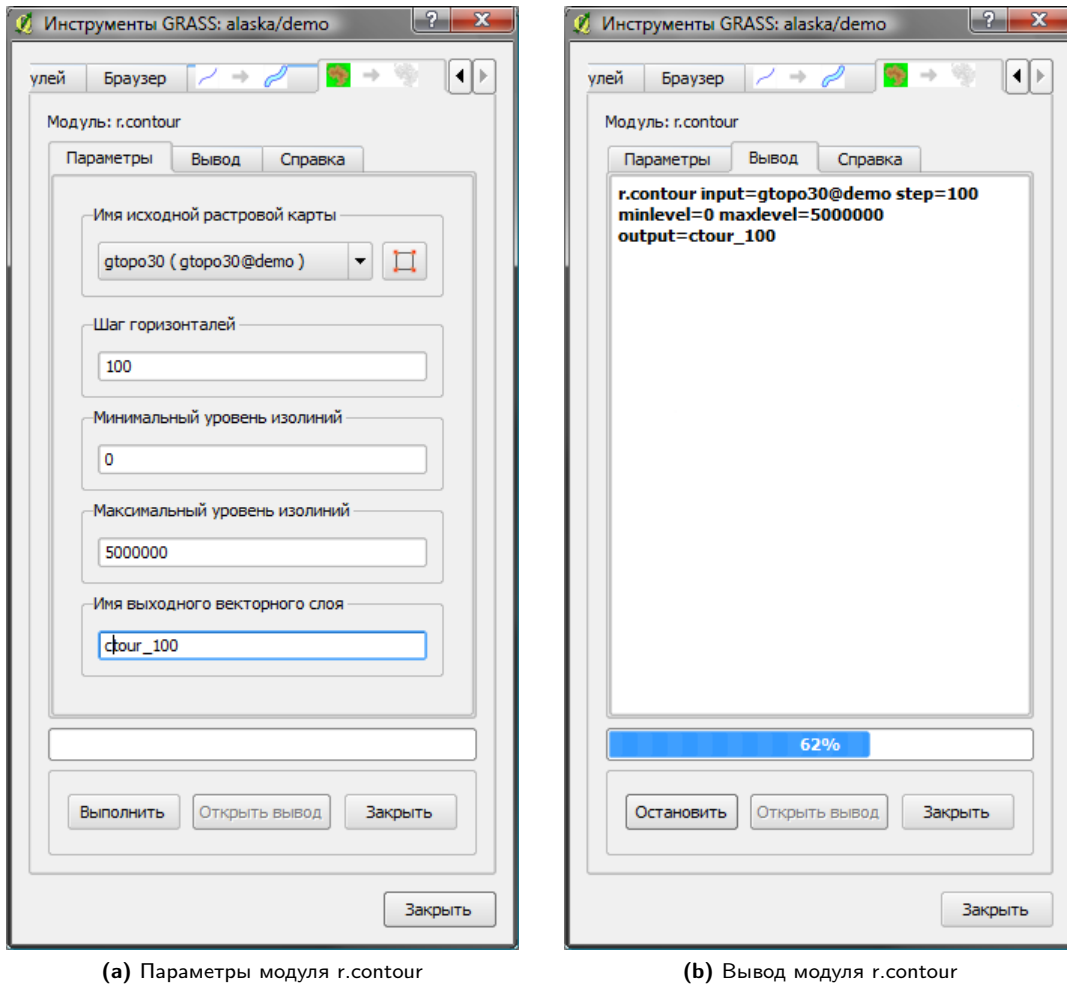 Инструменты GRASS: alaska/demo
улей Браузер
Модуль: r.contour
Параметры Вывод Справка
Имя исходной растровой карты
gtopo30 ( gtopo30@demo )
Шаг горизонталей
100
Минимальный уровень изолиний
0
Максимальный уровень изолиний
5000000
Имя выходного векторного слоя
ctour_100
Выполнить Открыть вывод Закрыть
Закрыть
(a) Параметры модуля r.contour
Инструменты GRASS: alaska/demo
улей Браузер
Модуль: r.contour
Параметры Вывод Справка
r.contour input=gtopo30@demo step=100
minlevel=0 maxlevel=5000000
output=ctour_100
62%
Остановить Открыть вывод Закрыть
Закрыть
(b) Вывод модуля r.contour